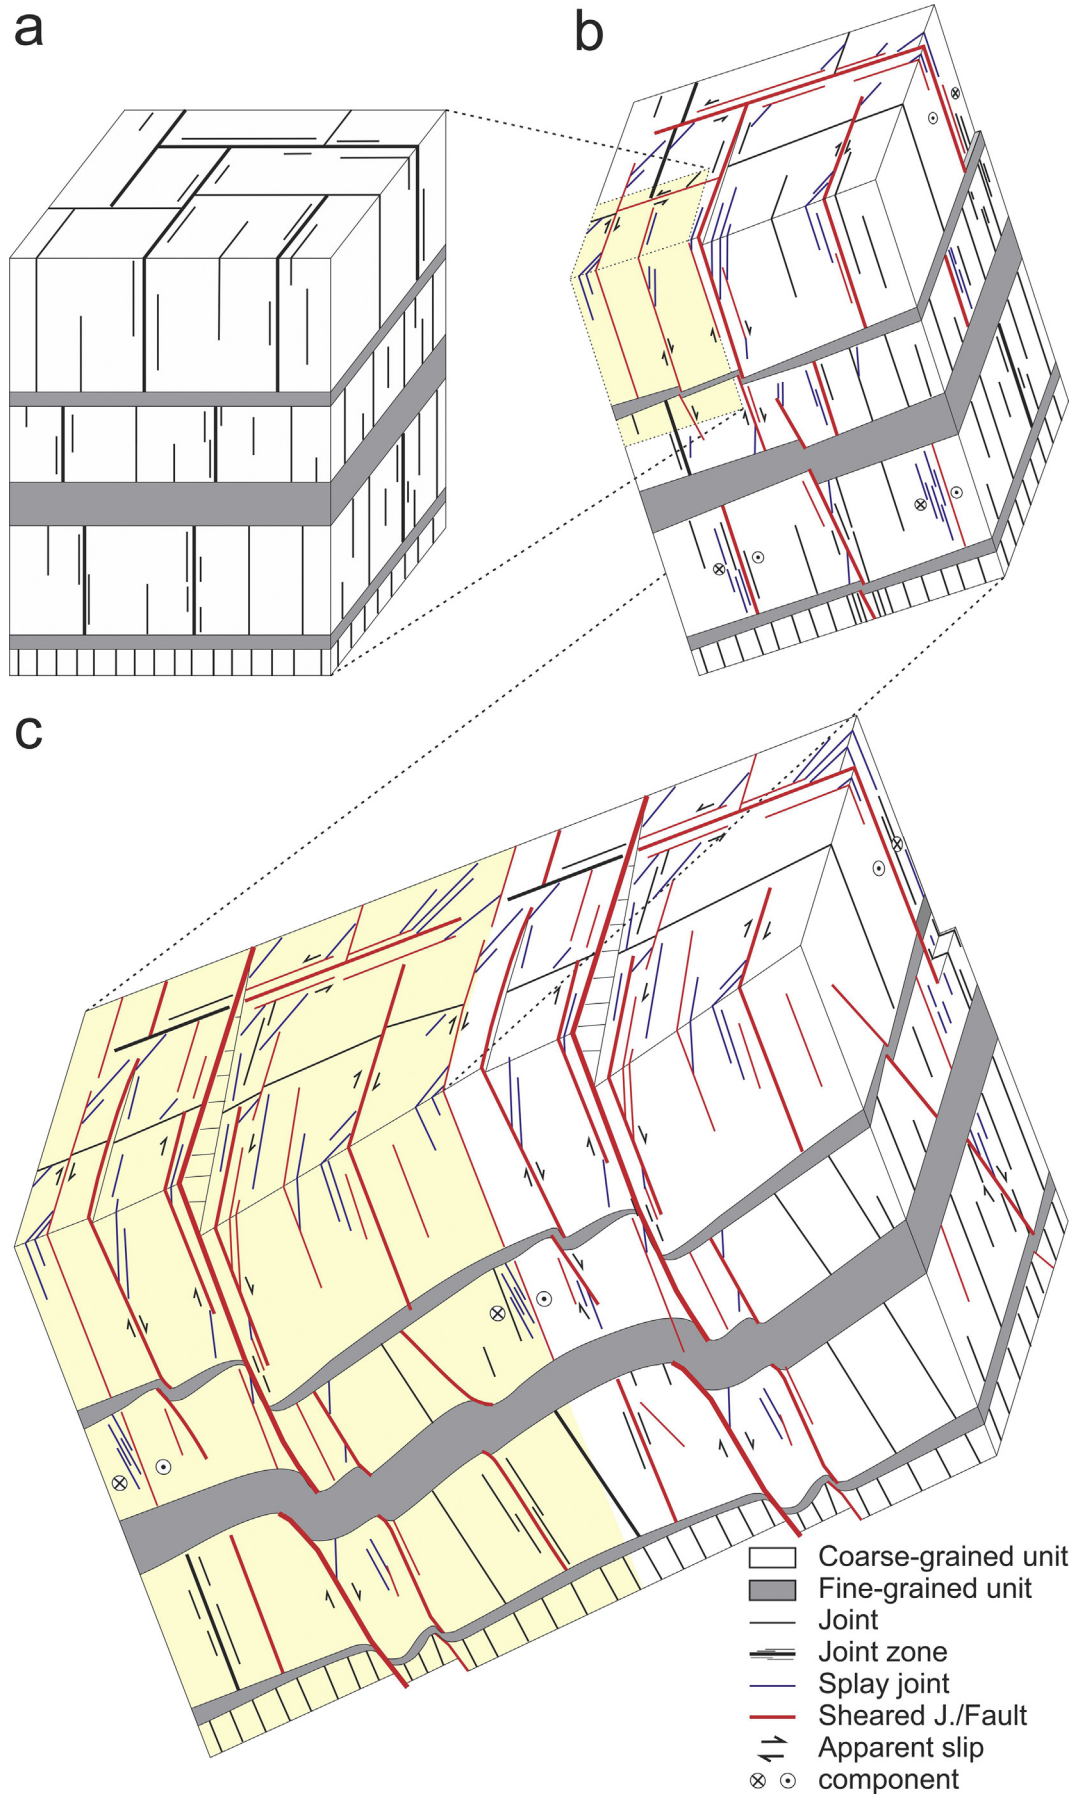 a
b
c
Coarse-grained unit
Fine-grained unit
Joint
Joint zone
Splay joint
Sheared J./Fault
Apparent slip
component